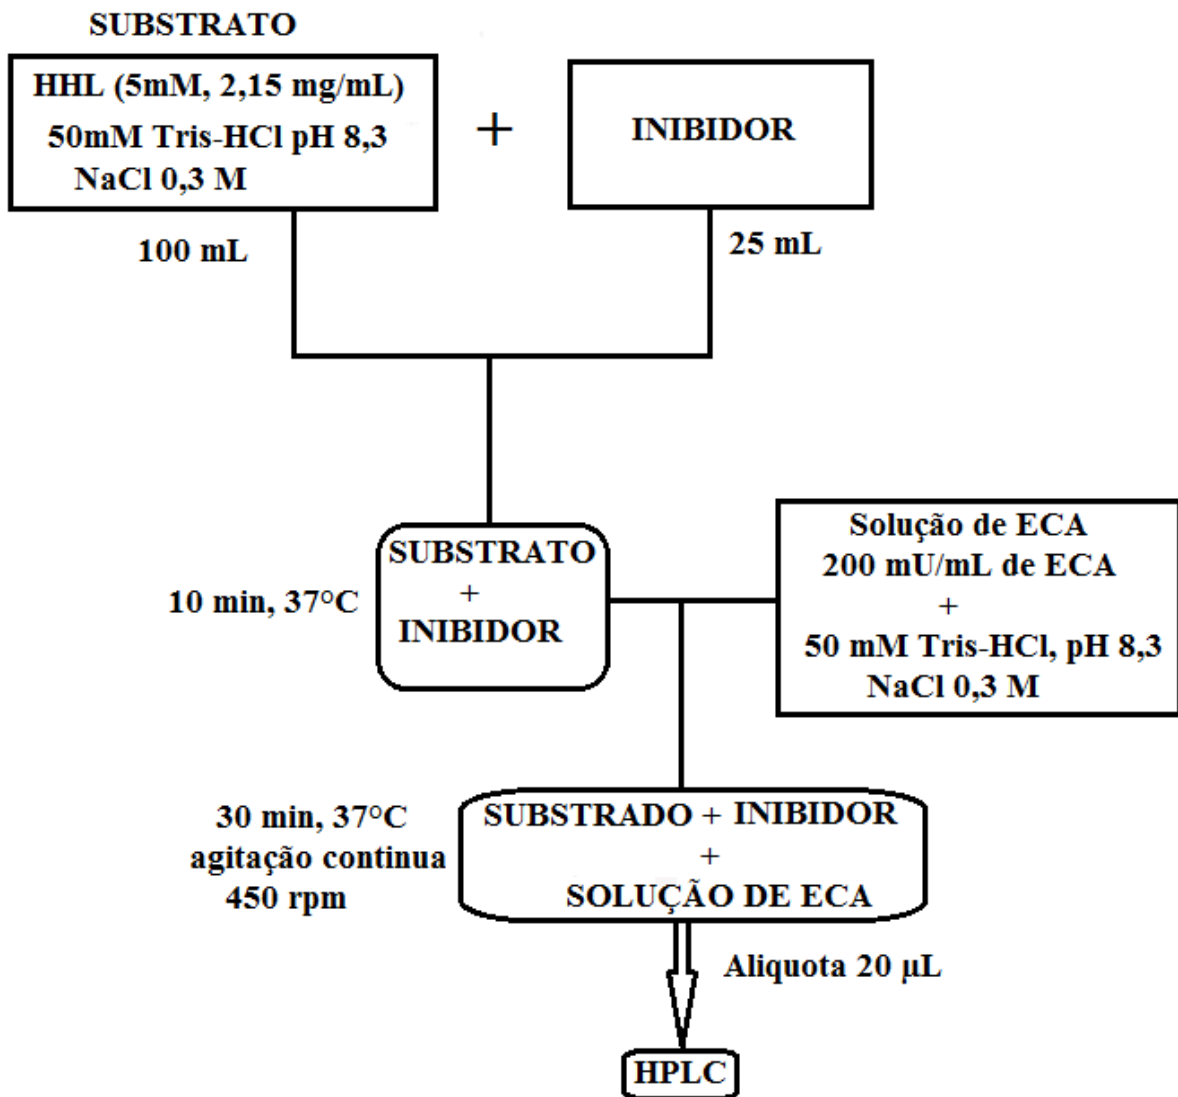 SUBSTRATO
HHL (5mM, 2,15 mg/mL)
50mM Tris-HCl pH 8,3
NaCl 0,3 M
+
INIBIDOR
100 mL
25 mL
10 min, 37°C
SUBSTRATO
+
INIBIDOR
Solução de ECA
200 mU/mL de ECA
+
50 mM Tris-HCl, pH 8,3
NaCl 0,3 M
30 min, 37°C
agitação continua
450 rpm
SUBSTRADO + INIBIDOR
+
SOLUÇÃO DE ECA
Aliquota 20 µL
HPLC